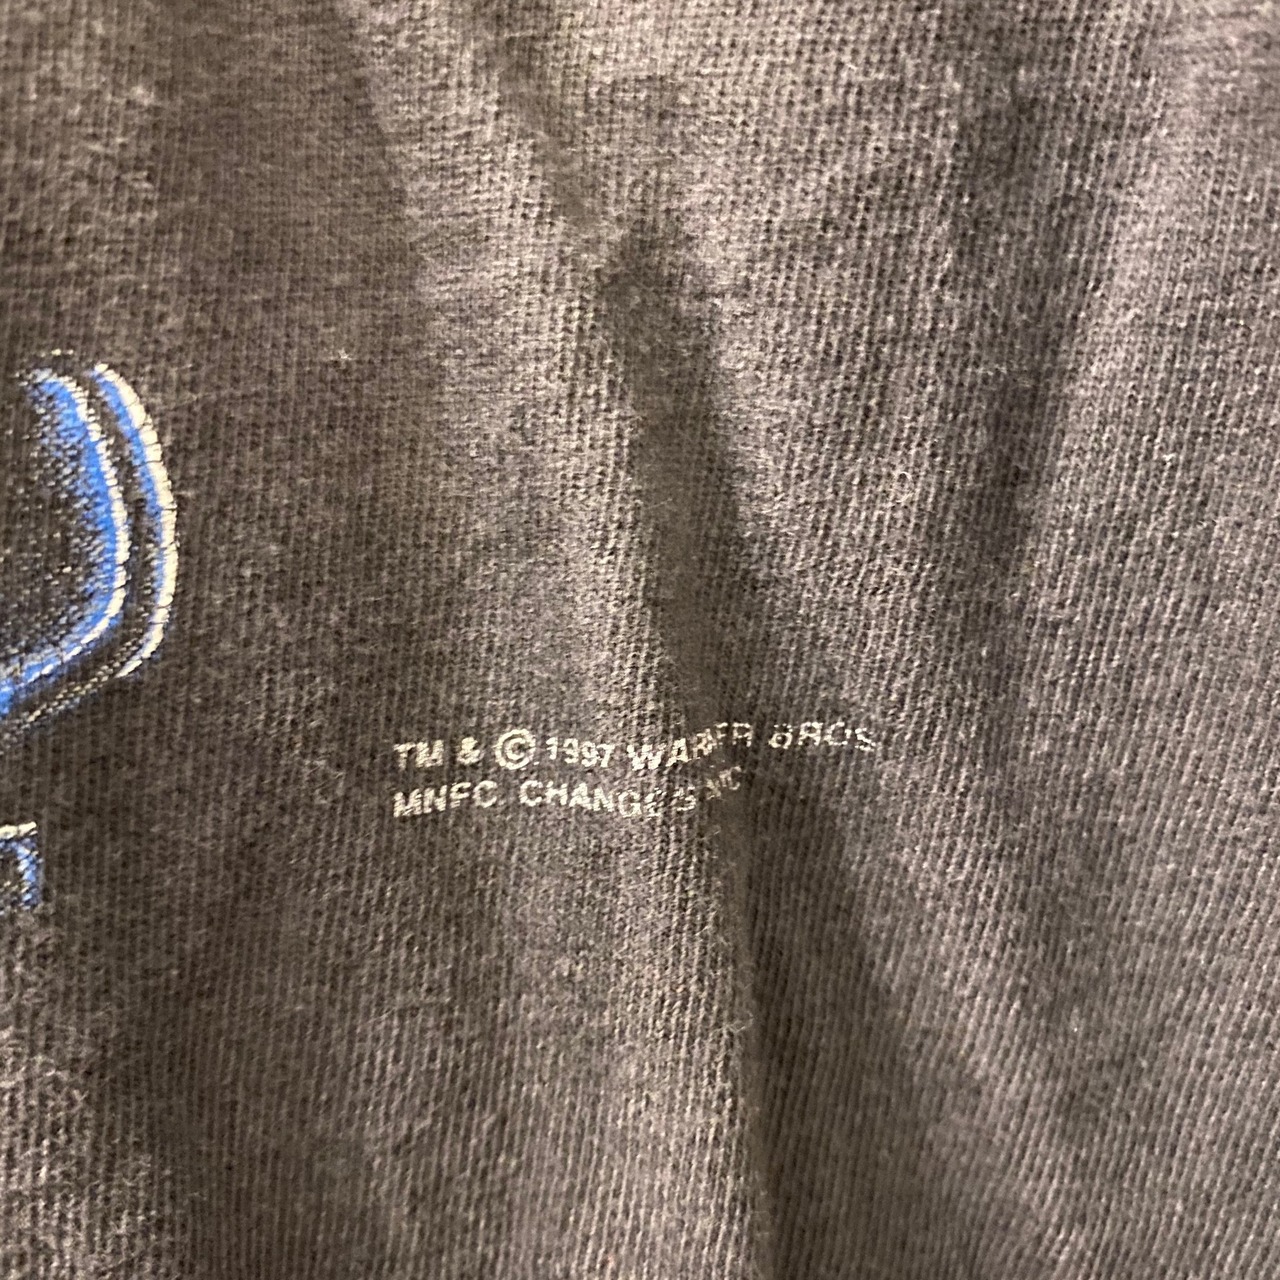 TM & © 1997 WARNER BROS
MNFC. CHANGES INC